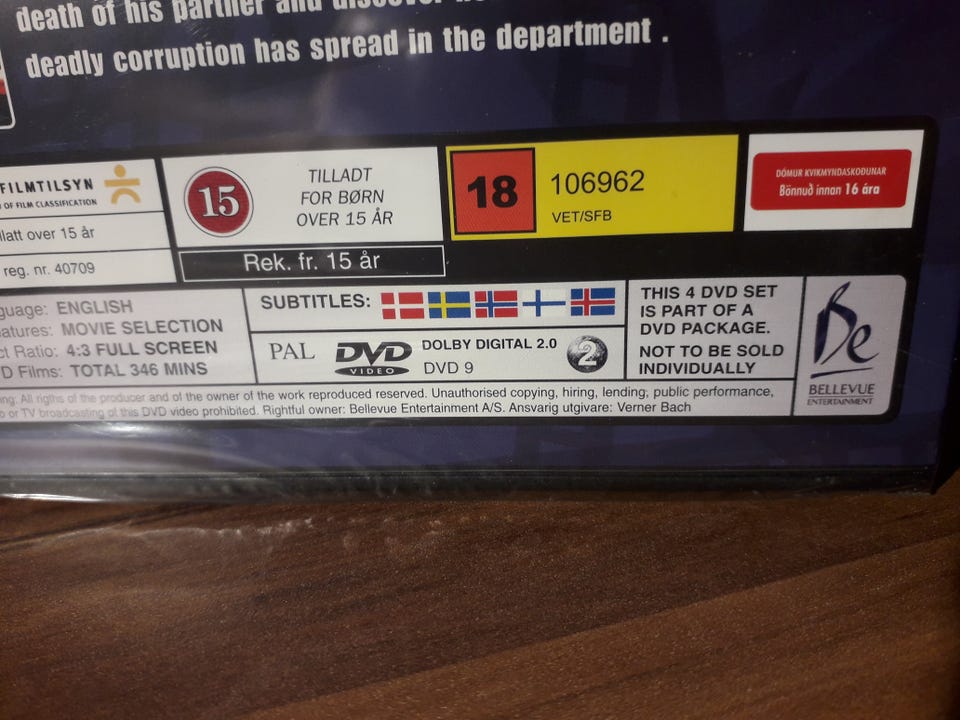 death of his partner and discover
deadly corruption has spread in the department .
FILMTILSYN
OF FILM CLASSIFICATION
latt over 15 år
reg. nr. 40709
15
TILLADT
FOR BØRN
OVER 15 ÅR
Rek. fr. 15 år
18
106962
VET/SFB
DÓMUR KVIKMYNDASKOÐUNAR
Bönnuð innan 16 ára
guage: ENGLISH
atures: MOVIE SELECTION
ct Ratio: 4:3 FULL SCREEN
D Films: TOTAL 346 MINS
SUBTITLES:
PAL
DVD
VIDEO
DOLBY DIGITAL 2.0
DVD 9
2
THIS 4 DVD SET
IS PART OF A
DVD PACKAGE.
NOT TO BE SOLD
INDIVIDUALLY
Be
BELLEVUE
ENTERTAINMENT
ing. All rigths of the producer and of the owner of the work reproduced reserved. Unauthorised copying, hiring, lending, public performance,
o or TV broadcasting of this DVD video prohibited. Rightful owner: Bellevue Entertainment A/S. Ansvarig utgivare: Verner Bach